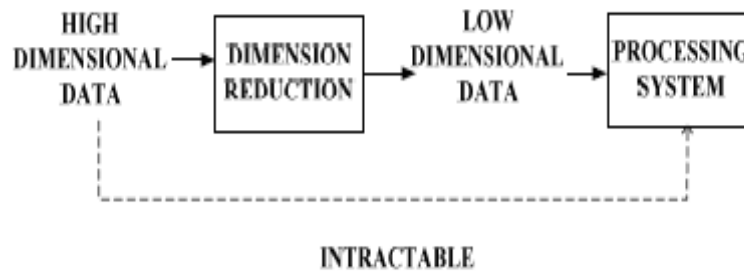 HIGH
DIMENSIONAL
DATA
DIMENSION
REDUCTION
LOW
DIMENSIONAL
DATA
PROCESSING
SYSTEM
INTRACTABLE